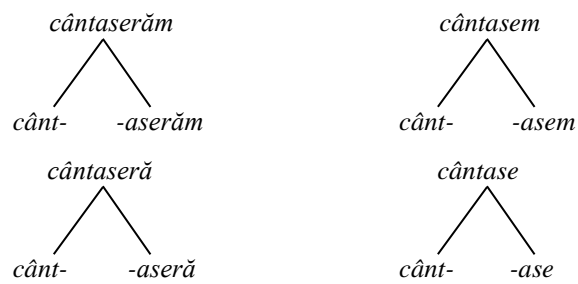 cântaserăm cântasem
cânt- -aserăm cânt- -asem
cântaseră cântase
cânt- -aseră cânt- -ase